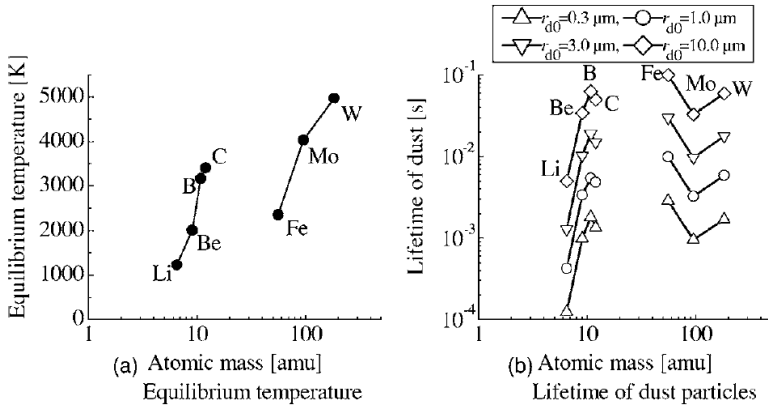 r_d0=0.3 μm, r_d0=1.0 μm
r_d0=3.0 μm, r_d0=10.0 μm
Equilibrium temperature [K]
5000
4000
3000
2000
1000
0
1 10 100
Li
Be
B
C
Fe
Mo
W
(a) Atomic mass [amu]
Equilibrium temperature
Lifetime of dust [s]
10^-1
10^-2
10^-3
10^-4
1 10 100
Li
Be
B
C
Fe
Mo
W
(b) Atomic mass [amu]
Lifetime of dust particles